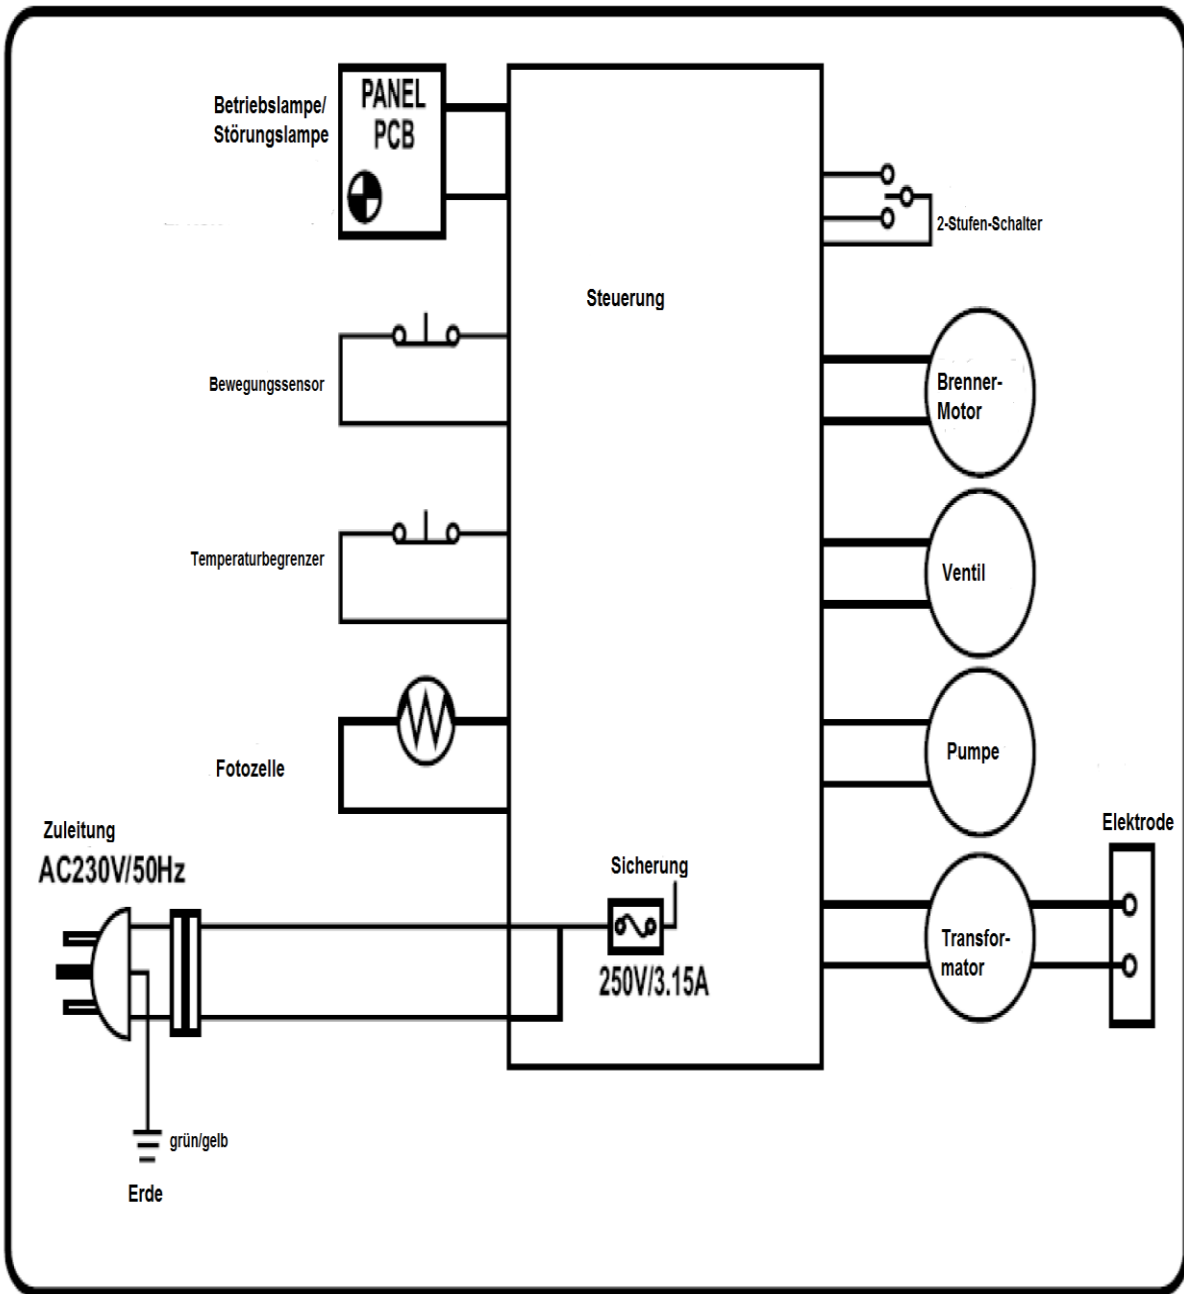 Betriebslampe/
Störungslampe
PANEL
PCB
2-Stufen-Schalter
Steuerung
Bewegungssensor
Brenner-
Motor
Temperaturbegrenzer
Ventil
Fotozelle
Pumpe
Zuleitung
AC230V/50Hz
Sicherung
250V/3.15A
Elektrode
Transfor-
mator
grün/gelb
Erde